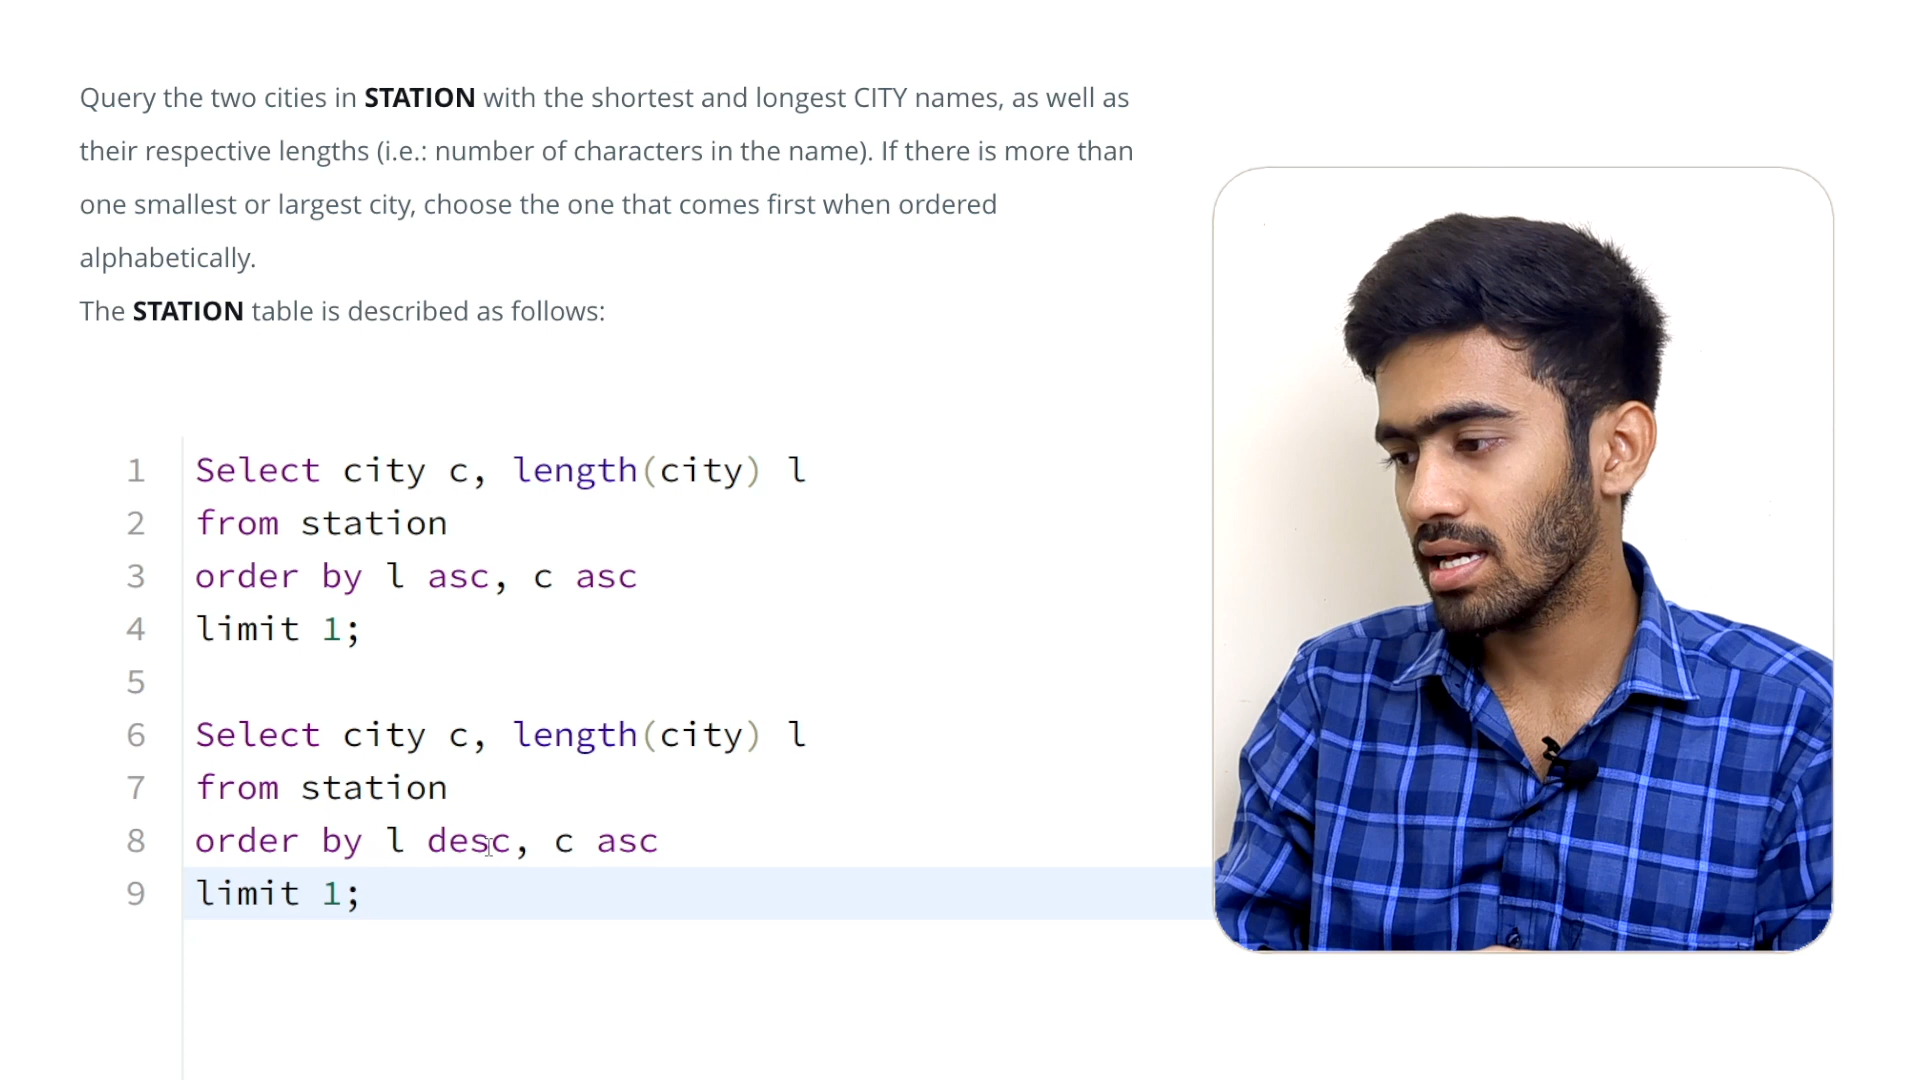 Query the two cities in STATION with the shortest and longest CITY names, as well as
their respective lengths (i.e.: number of characters in the name). If there is more than
one smallest or largest city, choose the one that comes first when ordered
alphabetically.
The STATION table is described as follows:
1 Select city c, length(city) l
2 from station
3 order by l asc, c asc
4 limit 1;
5
6 Select city c, length(city) l
7 from station
8 order by l desc, c asc
9 limit 1;